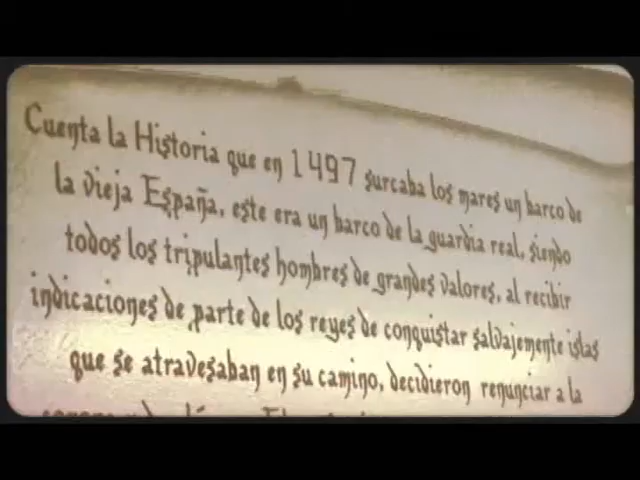 Cuenta la Historia que en 1497 surcaba los mares un barco de
la vieja España, este era un barco de la guardia real, siendo
todos los tripulantes hombres de grandes valores, al recibir
indicaciones de parte de los reyes de conquistar salvajemente islas
que se atravesaban en su camino, decidieron renunciar a la